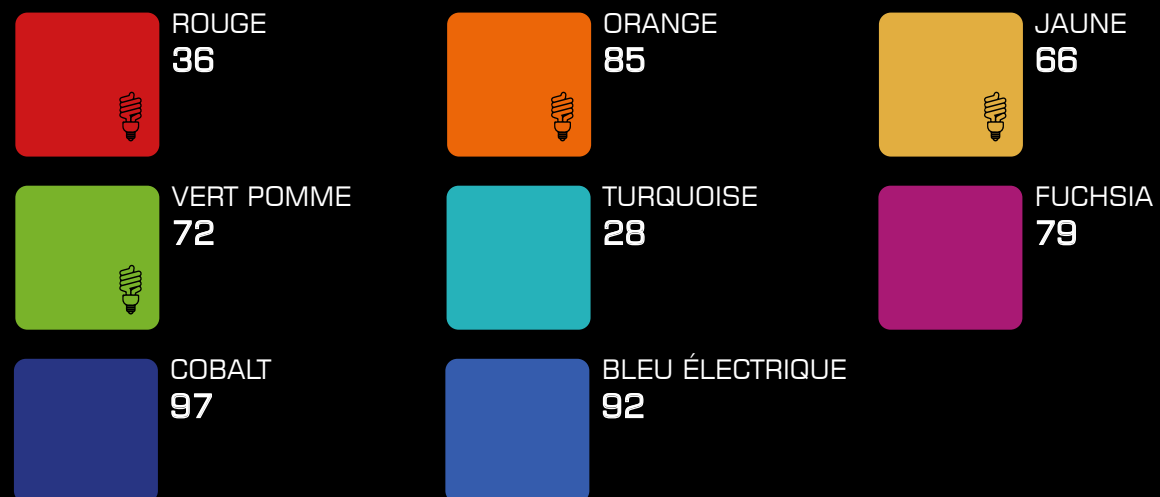 ROUGE
36
ORANGE
85
JAUNE
66
VERT POMME
72
TURQUOISE
28
FUCHSIA
79
COBALT
97
BLEU ÉLECTRIQUE
92